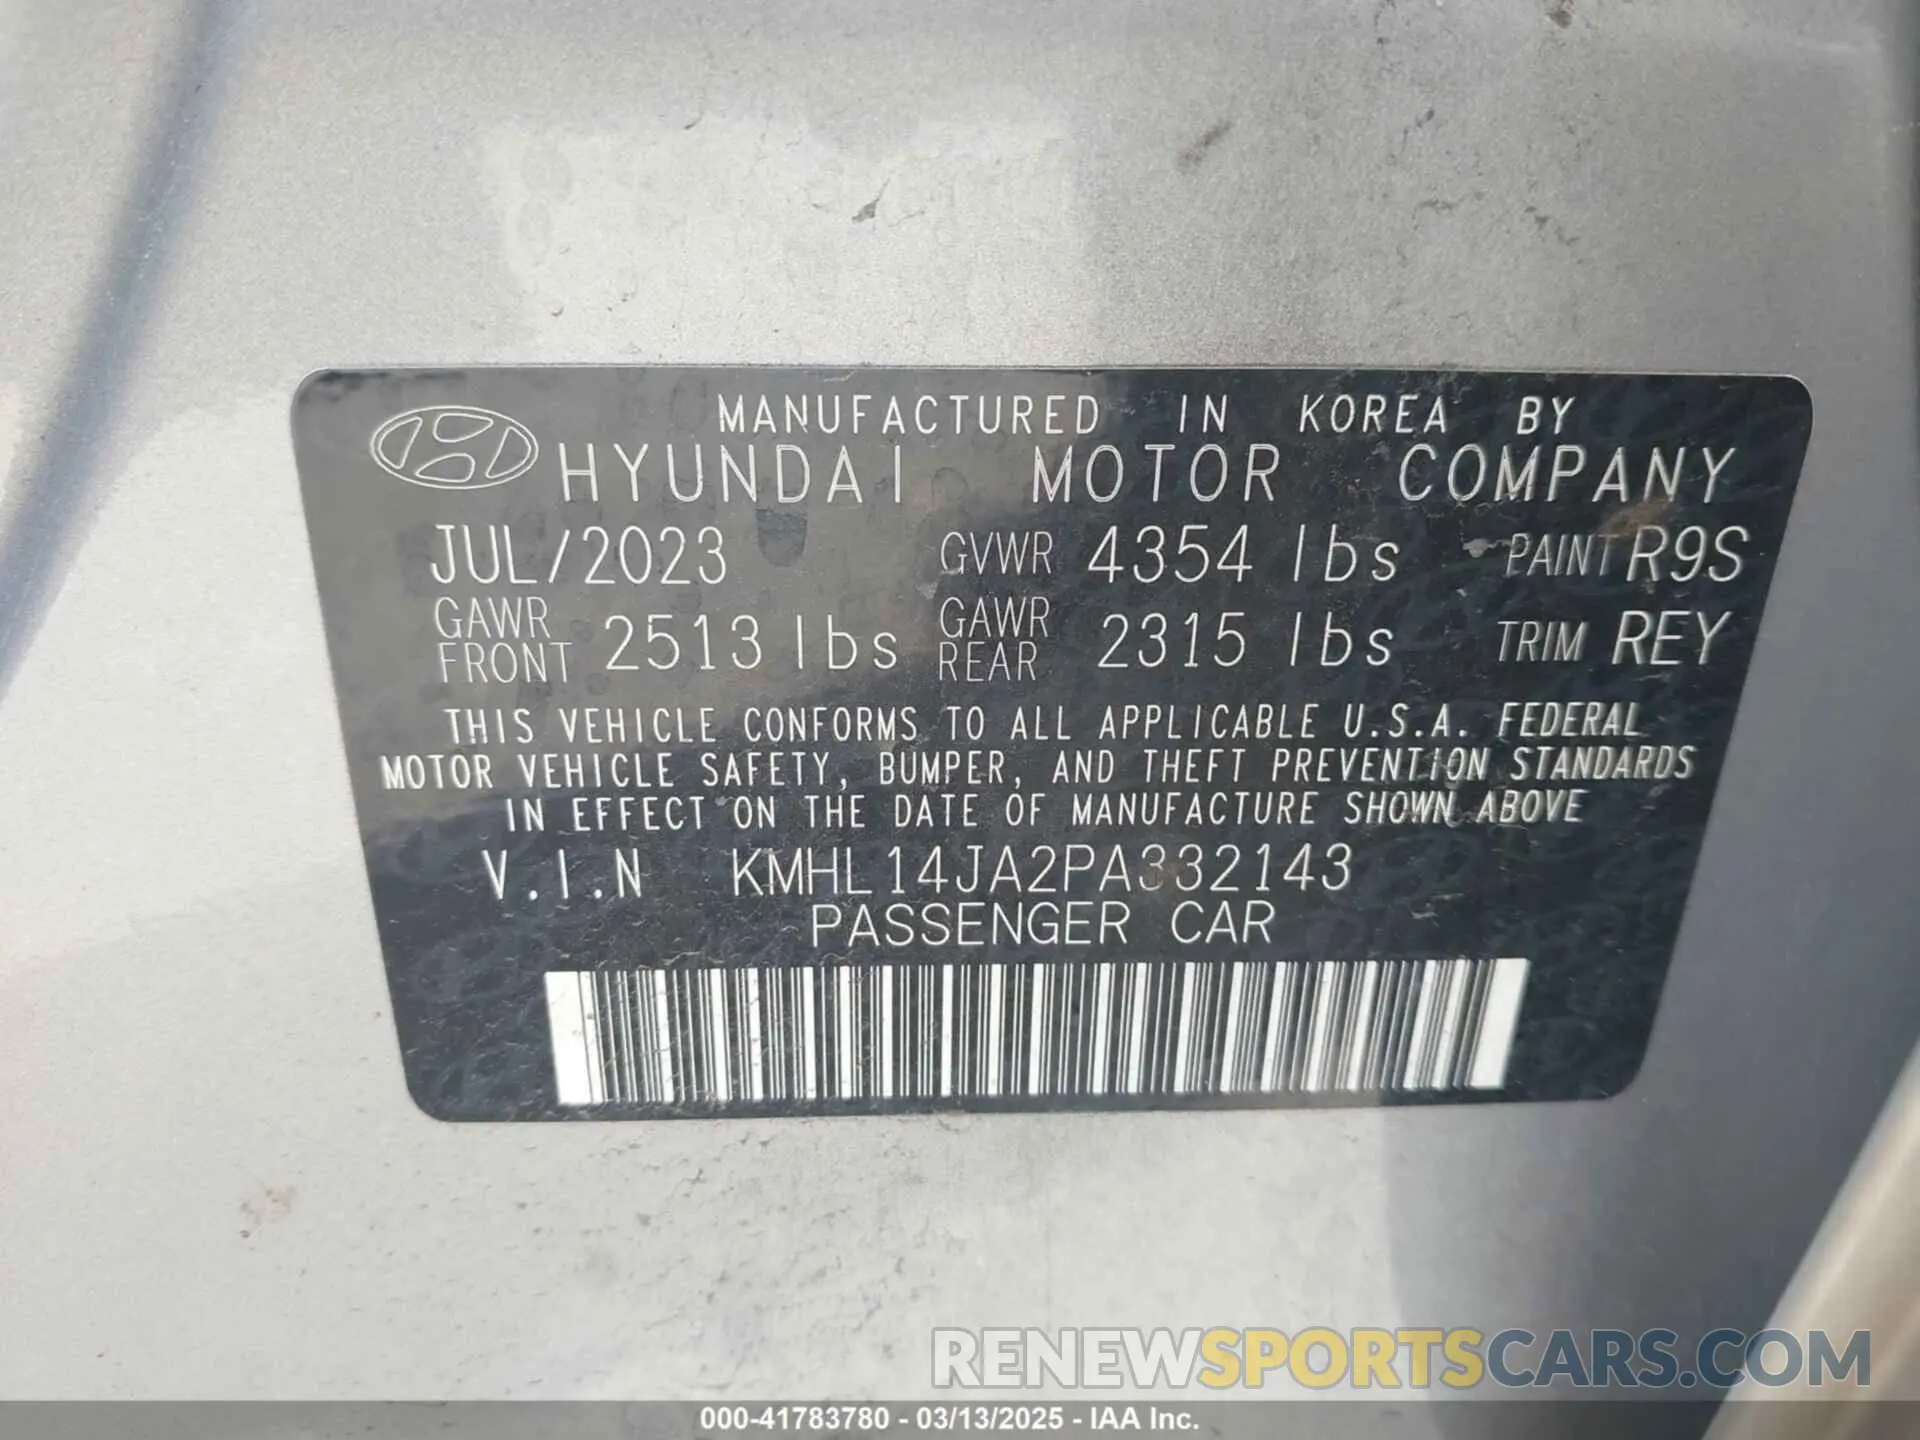 MANUFACTURED IN KOREA BY
HYUNDAI MOTOR COMPANY
JUL/2023 GVWR 4354 lbs PAINT R9S
GAWR FRONT 2513 lbs GAWR REAR 2315 lbs TRIM REY
THIS VEHICLE CONFORMS TO ALL APPLICABLE U.S.A. FEDERAL
MOTOR VEHICLE SAFETY, BUMPER, AND THEFT PREVENTION STANDARDS
IN EFFECT ON THE DATE OF MANUFACTURE SHOWN ABOVE
V.I.N KMHL14JA2PA332143
PASSENGER CAR
RENEWSPORTSCARS.COM
000-41783780 - 03/13/2025 - IAA Inc.